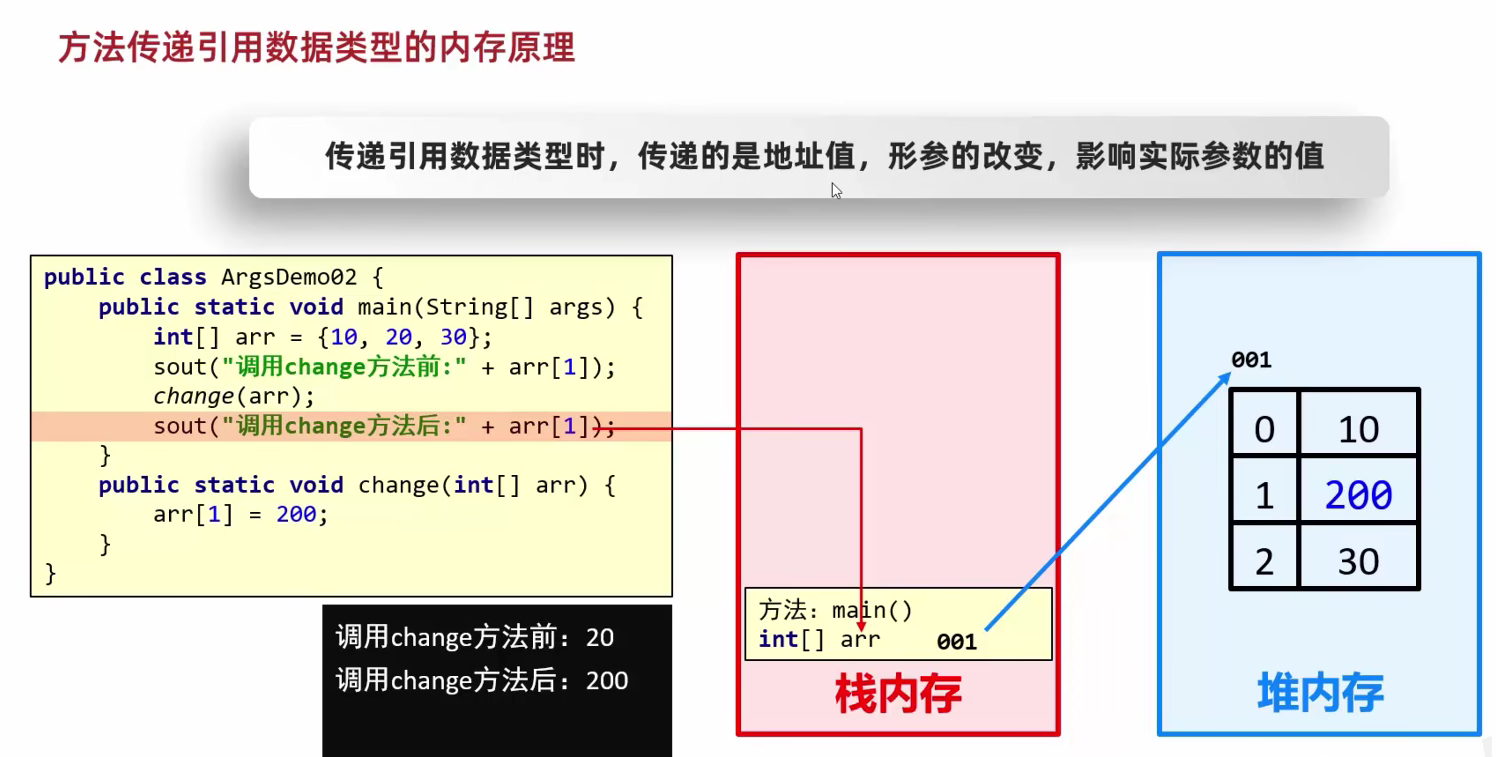 方法传递引用数据类型的内存原理
传递引用数据类型时，传递的是地址值，形参的改变，影响实际参数的值
public class ArgsDemo02 {
public static void main(String[] args) {
int[] arr = {10, 20, 30};
sout("调用change方法前:" + arr[1]);
change(arr);
sout("调用change方法后:" + arr[1]);
}
public static void change(int[] arr) {
arr[1] = 200;
}
}
调用change方法前：20
调用change方法后：200
方法：main()
int[] arr 001
栈内存
001
0 10
1 200
2 30
堆内存